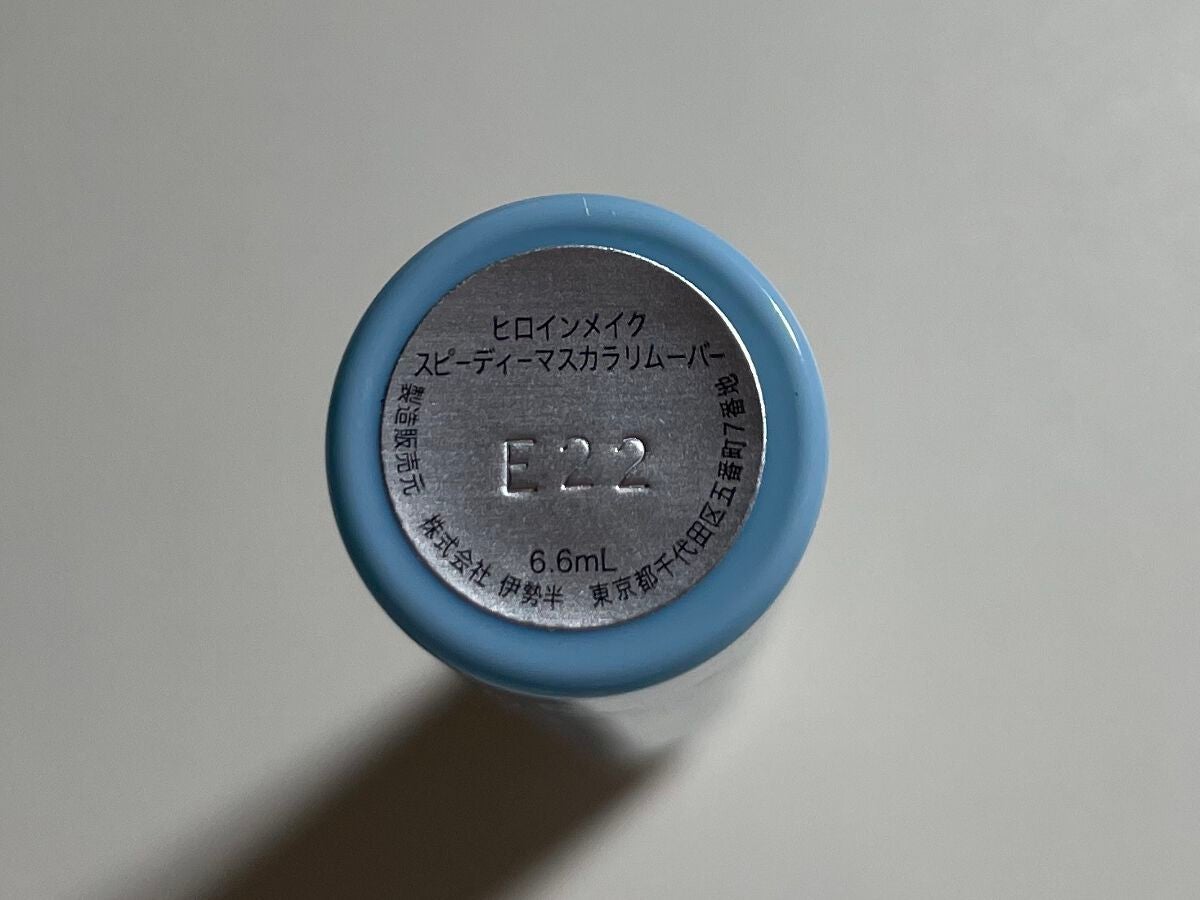 ヒロインメイク
スピーディーマスカラリムーバー
E22
6.6mL
製造販売元 株式会社 伊勢半 東京都千代田区五番町7番地